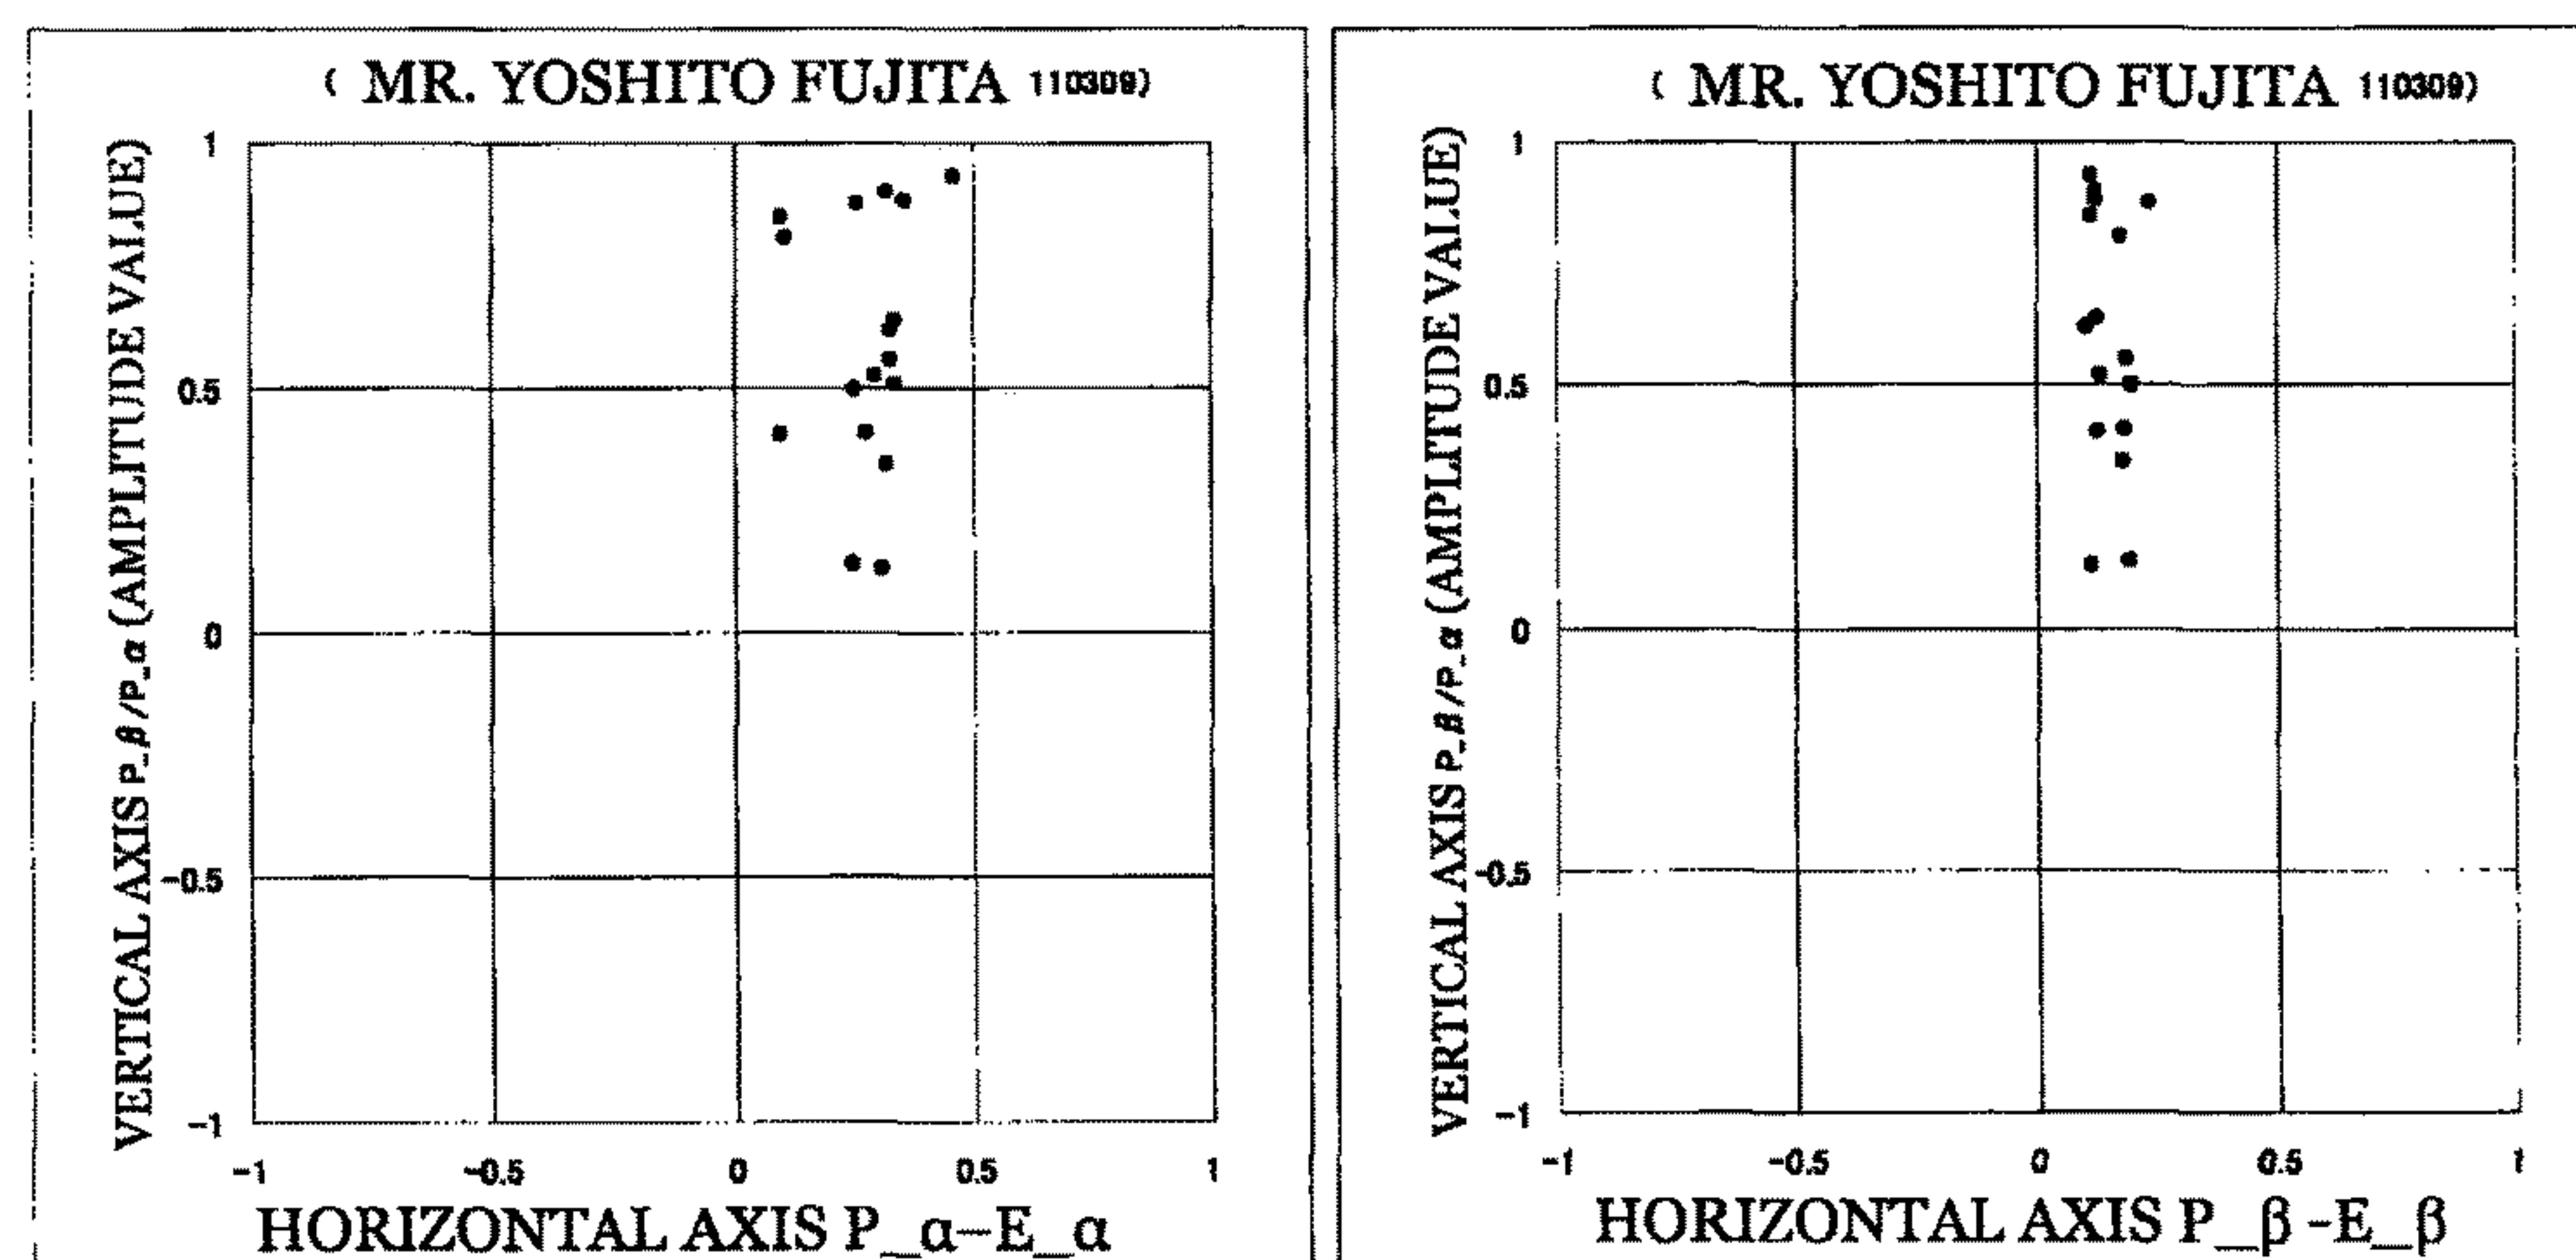 ( MR. YOSHITO FUJITA 110309)
VERTICAL AXIS P_β/P_α (AMPLITUDE VALUE)
1
0.5
0
-0.5
-1
-1 -0.5 0 0.5 1
HORIZONTAL AXIS P_α-E_α
( MR. YOSHITO FUJITA 110309)
VERTICAL AXIS P_β/P_α (AMPLITUDE VALUE)
1
0.5
0
-0.5
-1
-1 -0.5 0 0.5 1
HORIZONTAL AXIS P_β-E_β